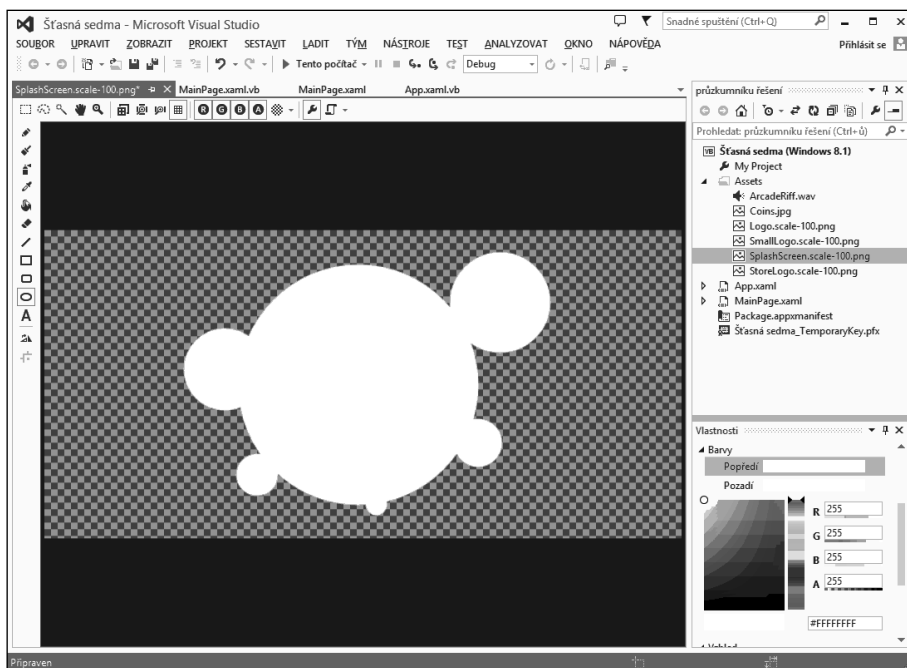 Šťasná sedma - Microsoft Visual Studio
Snadné spuštění (Ctrl+Q)
SOUBOR UPRAVIT ZOBRAZIT PROJEKT SESTAVIT LADIT TÝM NÁSTROJE TEST ANALYZOVAT OKNO NÁPOVĚDA
Přihlásit se
Tento počítač
Debug
SplashScreen.scale-100.png*
MainPage.xaml.vb
MainPage.xaml
App.xaml.vb
R G B A
A
průzkumníku řešení
Prohledat: průzkumníku řešení (Ctrl+ů)
VB Šťasná sedma (Windows 8.1)
My Project
Assets
ArcadeRiff.wav
Coins.jpg
Logo.scale-100.png
SmallLogo.scale-100.png
SplashScreen.scale-100.png
StoreLogo.scale-100.png
App.xaml
MainPage.xaml
Package.appxmanifest
Šťasná sedma_TemporaryKey.pfx
Vlastnosti
Barvy
Popředí
Pozadí
R 255
G 255
B 255
A 255
#FFFFFFFF
Připraven